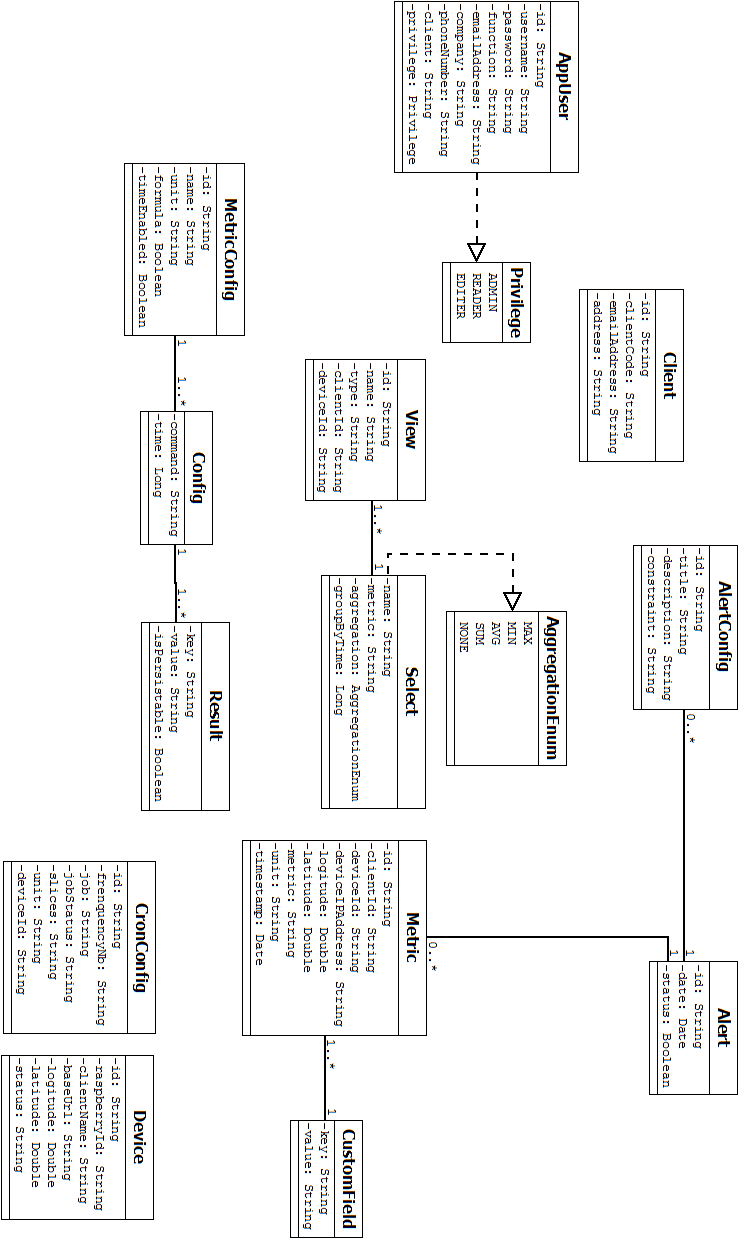 AppUser
-id: String
-username: String
-password: String
-function: String
-emailAddress: String
-company: String
-phoneNumber: String
-client: String
-privilege: Privilege
Privilege
ADMIN
READER
EDITER
Client
-id: String
-clientCode: String
-emailAddress: String
-address: String
MetricConfig
-id: String
-name: String
-unit: String
-formula: Boolean
-timeEnabled: Boolean
1
1..*
Config
-command: String
-time: Long
1
1..*
Result
-key: String
-value: String
-isPersistable: Boolean
View
-id: String
-name: String
-type: String
-clientId: String
-deviceId: String
1..*
1
Select
-name: String
-metric: String
-aggregation: AggregationEnum
-groupByTime: Long
AggregationEnum
MAX
MIN
AVG
SUM
NONE
AlertConfig
-id: String
-title: String
-description: String
-constraint: String
0..*
1
Alert
-id: String
-date: Date
-status: Boolean
1
0..*
Metric
-id: String
-clientId: String
-deviceId: String
-deviceIPAddress: String
-logitude: Double
-latitude: Double
-metric: String
-unit: String
-timestamp: Date
1..*
1
CustomField
-key: String
-value: String
CronConfig
-id: String
-frenquencyNb: String
-job: String
-jobStatus: String
-slices: String
-unit: String
-deviceId: String
Device
-id: String
-raspberryId: String
-clientName: String
-baseUrl: String
-logitude: Double
-latitude: Double
-status: String